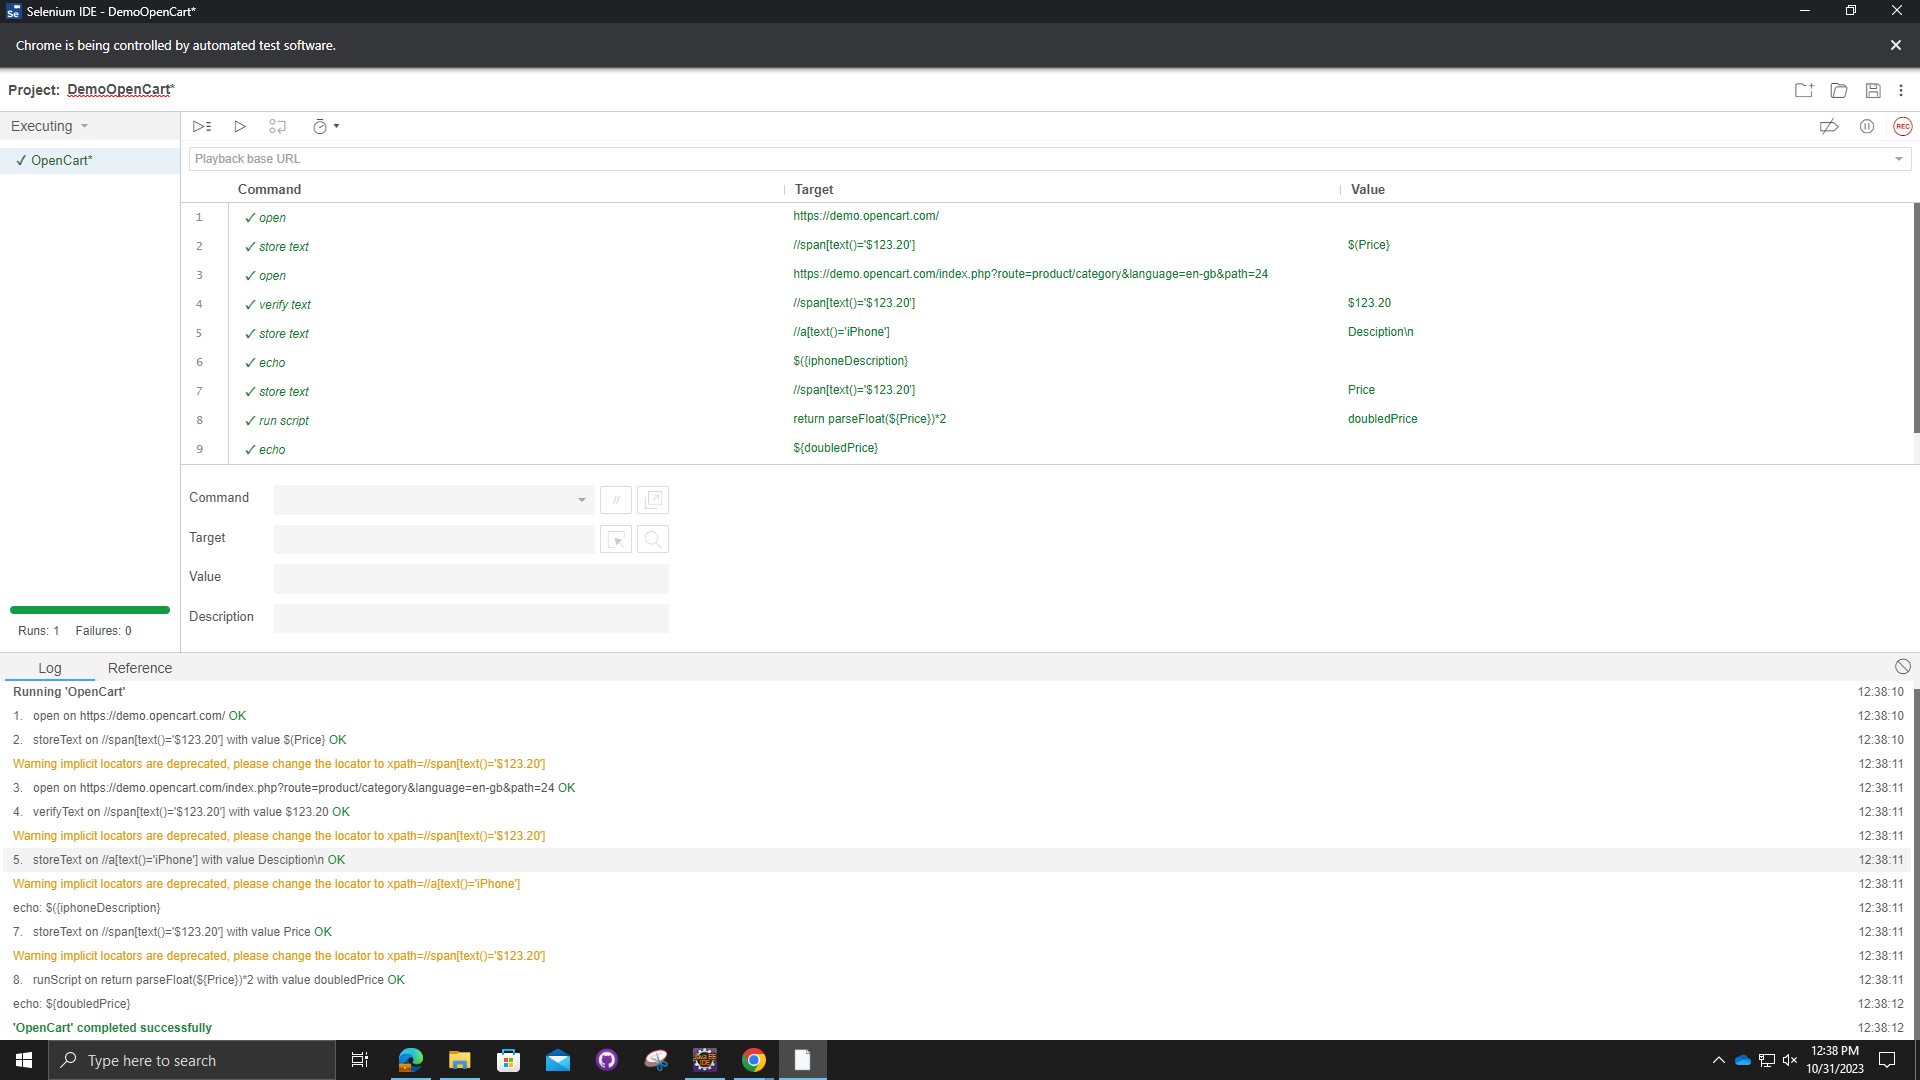 Selenium IDE - DemoOpenCart*
Chrome is being controlled by automated test software.
Project: DemoOpenCart*
Executing
REC
✓ OpenCart*
Playback base URL
Command Target Value
1 ✓ open https://demo.opencart.com/
2 ✓ store text //span[text()='$123.20'] $(Price}
3 ✓ open https://demo.opencart.com/index.php?route=product/category&language=en-gb&path=24
4 ✓ verify text //span[text()='$123.20'] $123.20
5 ✓ store text //a[text()='iPhone'] Desciption\n
6 ✓ echo $({iphoneDescription}
7 ✓ store text //span[text()='$123.20'] Price
8 ✓ run script return parseFloat(${Price})*2 doubledPrice
9 ✓ echo ${doubledPrice}
Command //
Target
Value
Description
Runs: 1 Failures: 0
Log Reference
Running 'OpenCart' 12:38:10
1. open on https://demo.opencart.com/ OK 12:38:10
2. storeText on //span[text()='$123.20'] with value $(Price} OK 12:38:10
Warning implicit locators are deprecated, please change the locator to xpath=//span[text()='$123.20'] 12:38:11
3. open on https://demo.opencart.com/index.php?route=product/category&language=en-gb&path=24 OK 12:38:11
4. verifyText on //span[text()='$123.20'] with value $123.20 OK 12:38:11
Warning implicit locators are deprecated, please change the locator to xpath=//span[text()='$123.20'] 12:38:11
5. storeText on //a[text()='iPhone'] with value Desciption\n OK 12:38:11
Warning implicit locators are deprecated, please change the locator to xpath=//a[text()='iPhone'] 12:38:11
echo: $({iphoneDescription} 12:38:11
7. storeText on //span[text()='$123.20'] with value Price OK 12:38:11
Warning implicit locators are deprecated, please change the locator to xpath=//span[text()='$123.20'] 12:38:11
8. runScript on return parseFloat(${Price})*2 with value doubledPrice OK 12:38:11
echo: ${doubledPrice} 12:38:12
'OpenCart' completed successfully 12:38:12
Type here to search
12:38 PM
10/31/2023